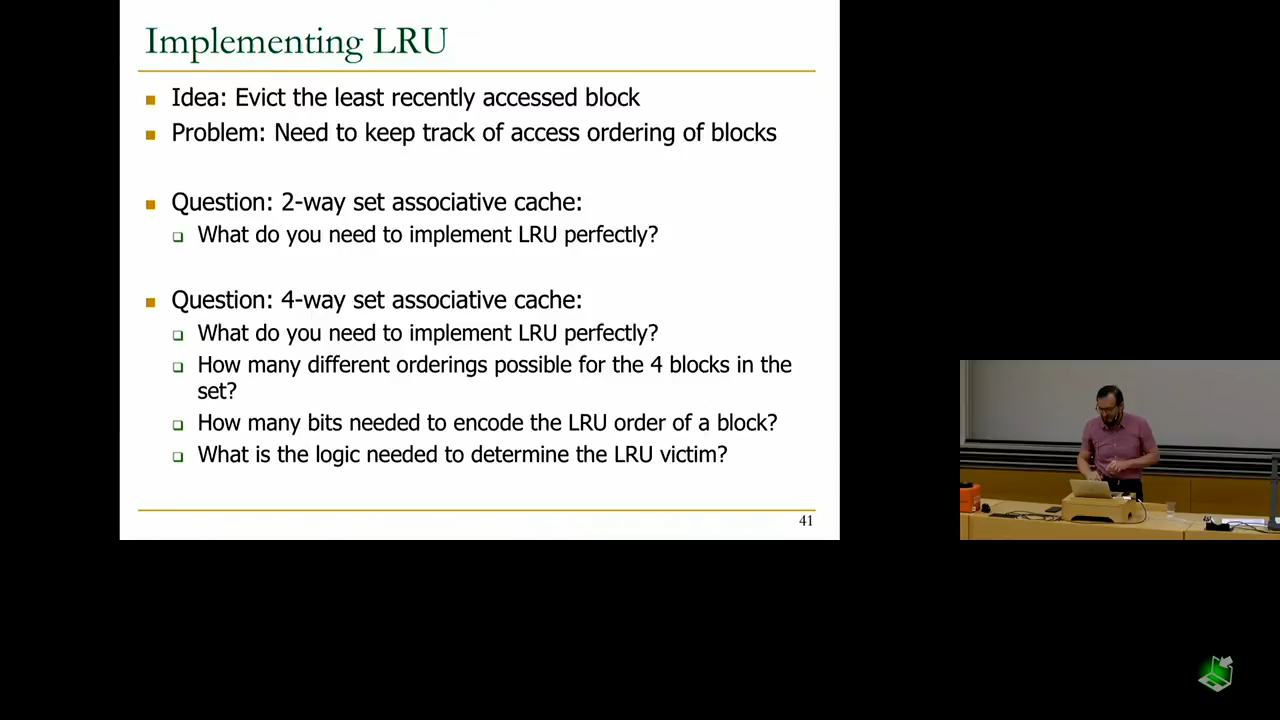 Implementing LRU
Idea: Evict the least recently accessed block
Problem: Need to keep track of access ordering of blocks
Question: 2-way set associative cache:
What do you need to implement LRU perfectly?
Question: 4-way set associative cache:
What do you need to implement LRU perfectly?
How many different orderings possible for the 4 blocks in the
set?
How many bits needed to encode the LRU order of a block?
What is the logic needed to determine the LRU victim?
41